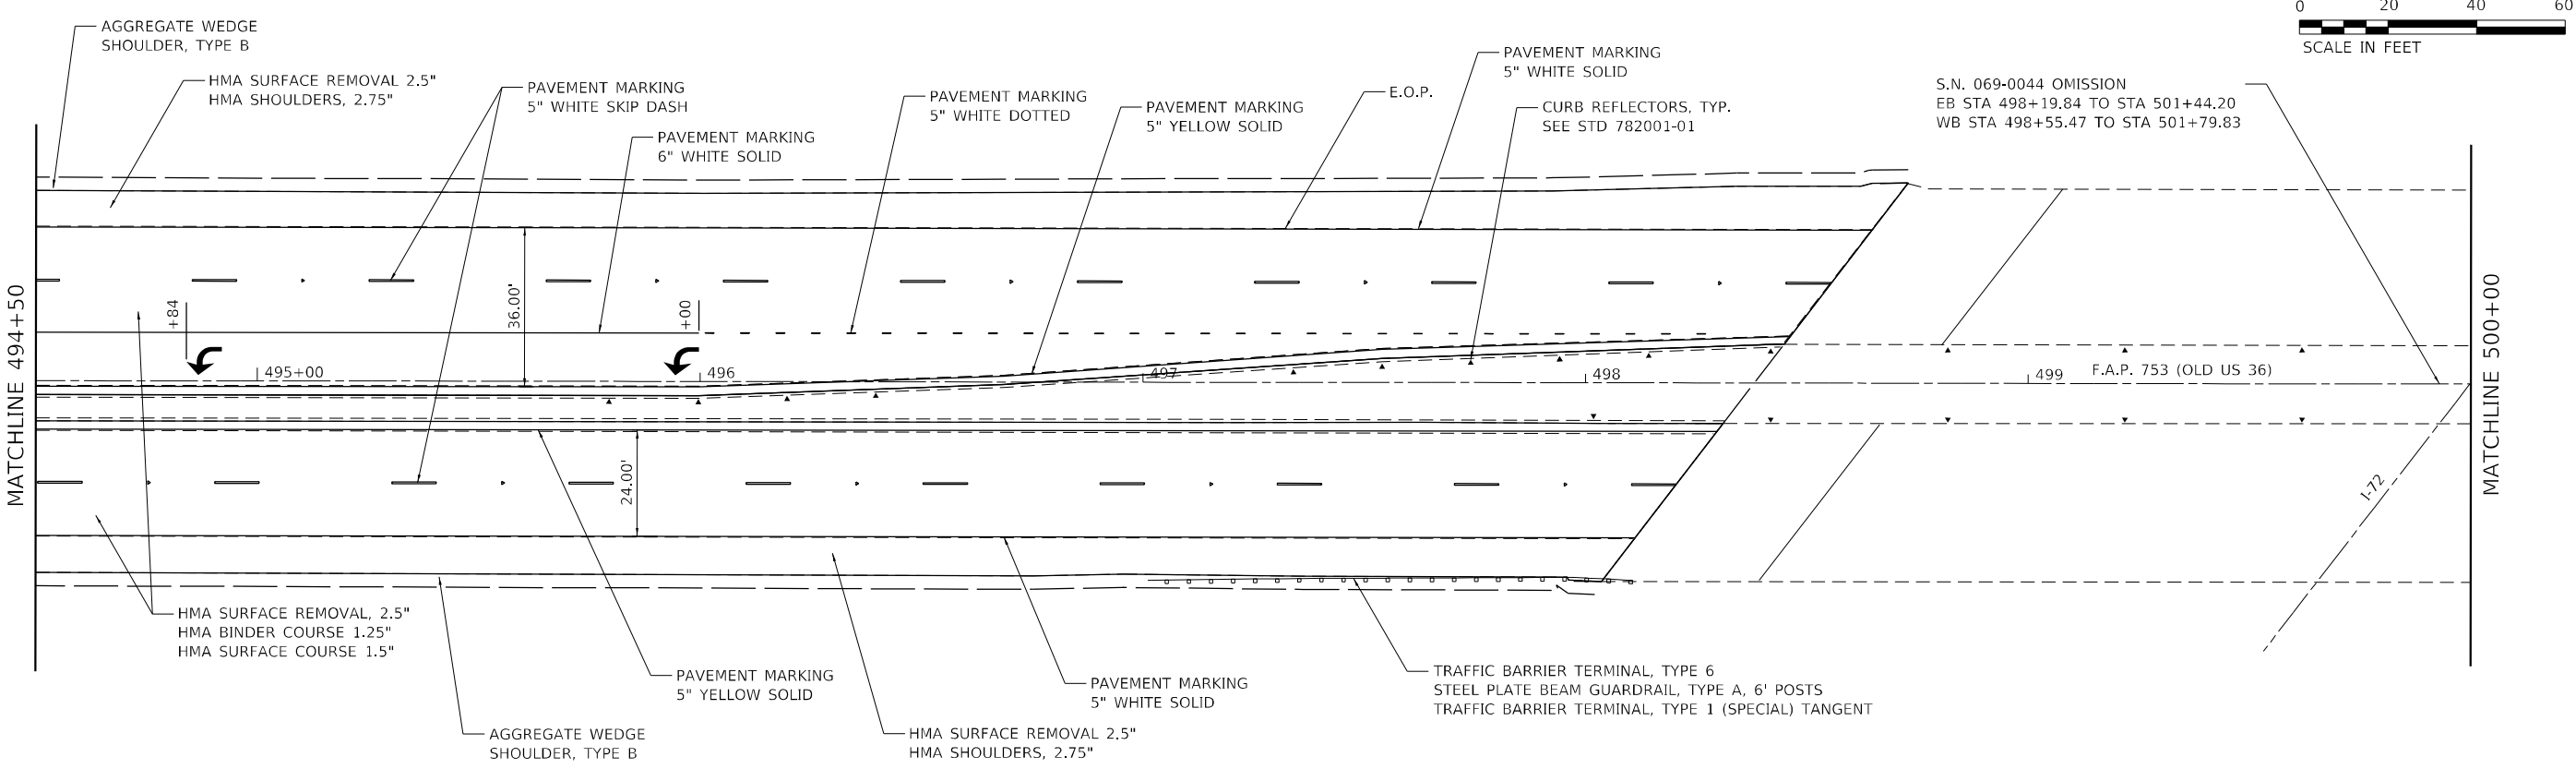 AGGREGATE WEDGE
SHOULDER, TYPE B
HMA SURFACE REMOVAL 2.5"
HMA SHOULDERS, 2.75"
PAVEMENT MARKING
5" WHITE SKIP DASH
PAVEMENT MARKING
6" WHITE SOLID
PAVEMENT MARKING
5" WHITE DOTTED
PAVEMENT MARKING
5" YELLOW SOLID
E.O.P.
PAVEMENT MARKING
5" WHITE SOLID
CURB REFLECTORS, TYP.
SEE STD 782001-01
S.N. 069-0044 OMISSION
EB STA 498+19.84 TO STA 501+44.20
WB STA 498+55.47 TO STA 501+79.83
0 20 40 60
SCALE IN FEET
MATCHLINE 494+50
+84
36.00'
+00
495+00
496
497
498
499
F.A.P. 753 (OLD US 36)
MATCHLINE 500+00
24.00'
I-72
HMA SURFACE REMOVAL, 2.5"
HMA BINDER COURSE 1.25"
HMA SURFACE COURSE 1.5"
PAVEMENT MARKING
5" YELLOW SOLID
AGGREGATE WEDGE
SHOULDER, TYPE B
HMA SURFACE REMOVAL 2.5"
HMA SHOULDERS, 2.75"
PAVEMENT MARKING
5" WHITE SOLID
TRAFFIC BARRIER TERMINAL, TYPE 6
STEEL PLATE BEAM GUARDRAIL, TYPE A, 6' POSTS
TRAFFIC BARRIER TERMINAL, TYPE 1 (SPECIAL) TANGENT